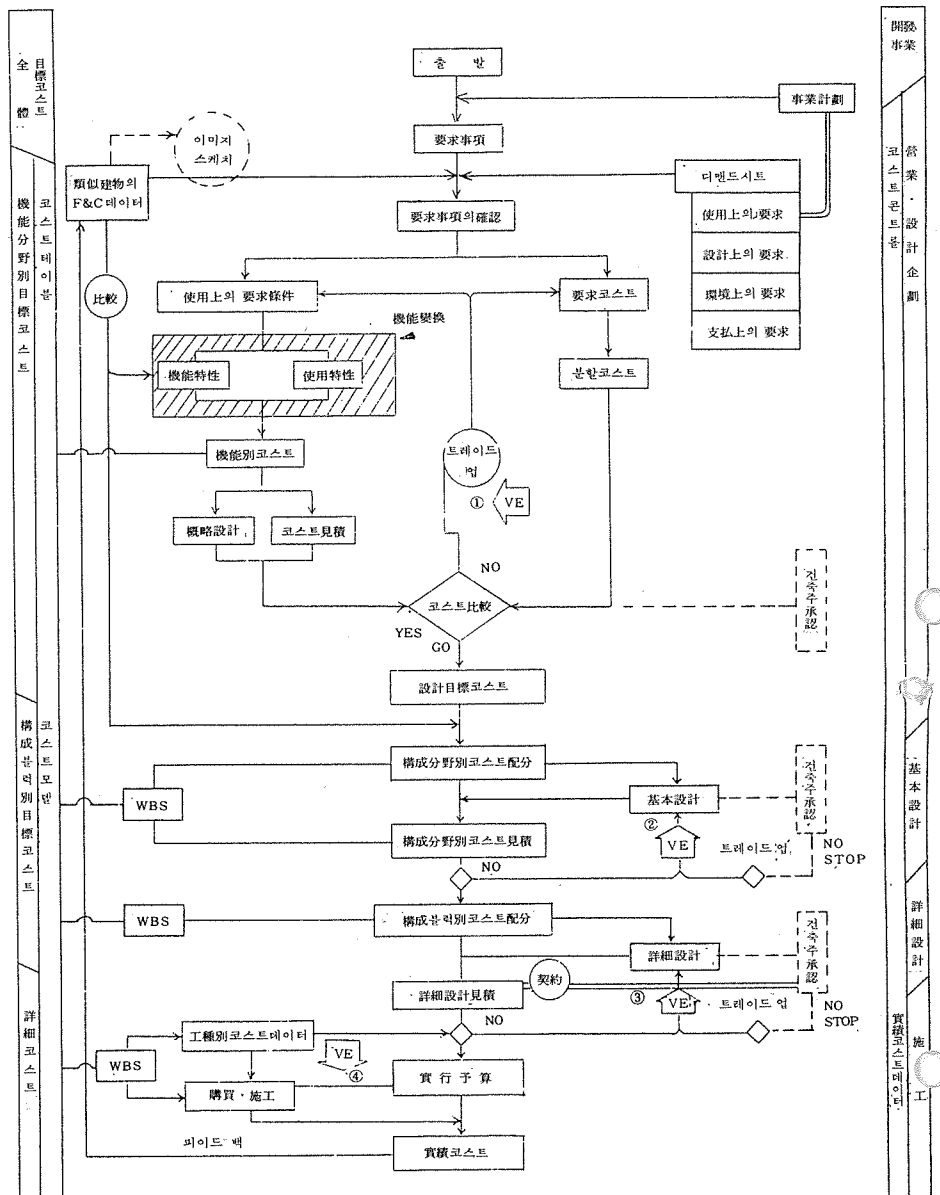 全體
目標코스트
機能分野別目標코스트
코스트테이블
構成블럭別目標코스트
코스트모델
詳細코스트
출 발
事業計劃
要求事項
이미지
스케치
類似建物의
F&C데이터
디맨드시트
使用上의 要求
設計上의 要求
環境上의 要求
支払上의 要求
要求事項의確認
比較
使用上의 要求條件
要求코스트
機能變換
機能特性
使用特性
분할코스트
機能別코스트
트레이드
업
① VE
概略設計
코스트見積
NO
코스트比較
YES
GO
건축주承認
設計目標코스트
構成分野別코스트配分
WBS
基本設計
건축주承認
②
VE
트레이드 업
NO
STOP
構成分野別코스트見積
NO
WBS
構成블럭別코스트配分
詳細設計
건축주承認
契約
詳細設計見積
③
VE
트레이드 업
NO
STOP
NO
工種別코스트데이터
VE
④
WBS
購買·施工
實行予算
피이드 백
實績코스트
開發
事業
코스트콘트롤
営業·設計企劃
基本設計
詳細設計
實績코스트데이터
施工